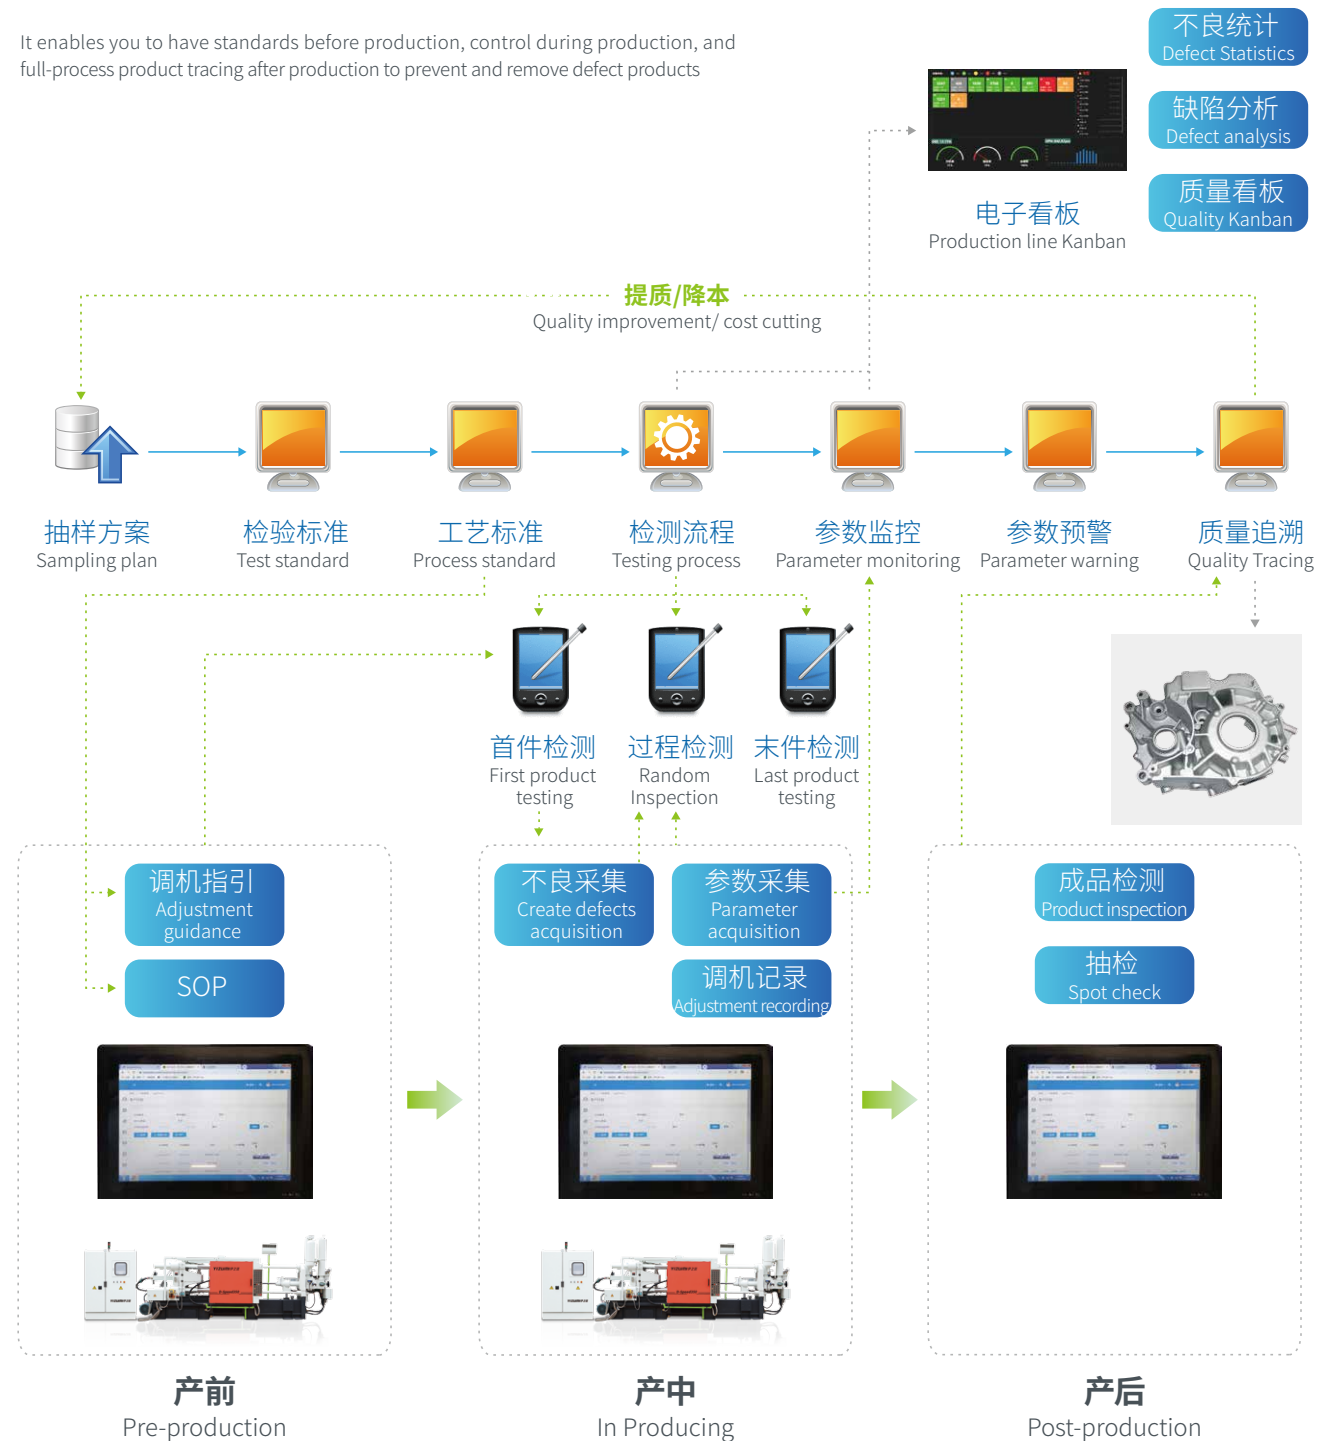 It enables you to have standards before production, control during production, and
full-process product tracing after production to prevent and remove defect products
不良统计
Defect Statistics
缺陷分析
Defect analysis
质量看板
Quality Kanban
电子看板
Production line Kanban
提质/降本
Quality improvement/ cost cutting
抽样方案
Sampling plan
检验标准
Test standard
工艺标准
Process standard
检测流程
Testing process
参数监控
Parameter monitoring
参数预警
Parameter warning
质量追溯
Quality Tracing
首件检测
First product
testing
过程检测
Random
Inspection
末件检测
Last product
testing
调机指引
Adjustment
guidance
SOP
不良采集
Create defects
acquisition
参数采集
Parameter
acquisition
调机记录
Adjustment recording
成品检测
Product inspection
抽检
Spot check
产前
Pre-production
产中
In Producing
产后
Post-production